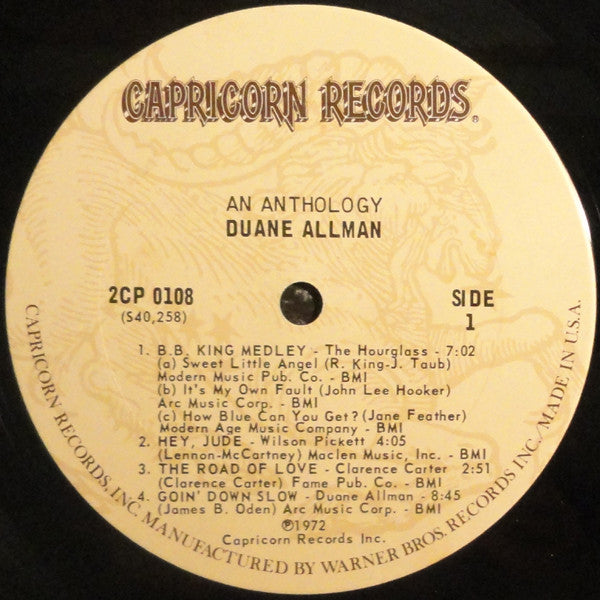 CAPRICORN RECORDS®
AN ANTHOLOGY
DUANE ALLMAN
2CP 0108
(S40,258)
SIDE
1
1. B.B. KING MEDLEY - The Hourglass - 7:02
(a) Sweet Little Angel (R. King-J. Taub)
Modern Music Pub. Co. - BMI
(b) It's My Own Fault (John Lee Hooker)
Arc Music Corp. - BMI
(c) How Blue Can You Get? (Jane Feather)
Modern Age Music Company - BMI
2. HEY, JUDE - Wilson Pickett 4:05
(Lennon-McCartney) Maclen Music, Inc. - BMI
3. THE ROAD OF LOVE - Clarence Carter 2:51
(Clarence Carter) Fame Pub. Co. - BMI
4. GOIN' DOWN SLOW - Duane Allman - 8:45
(James B. Oden) Arc Music Corp. - BMI
℗1972
Capricorn Records Inc.
CAPRICORN RECORDS, INC. MANUFACTURED BY WARNER BROS. RECORDS INC./MADE IN U.S.A.